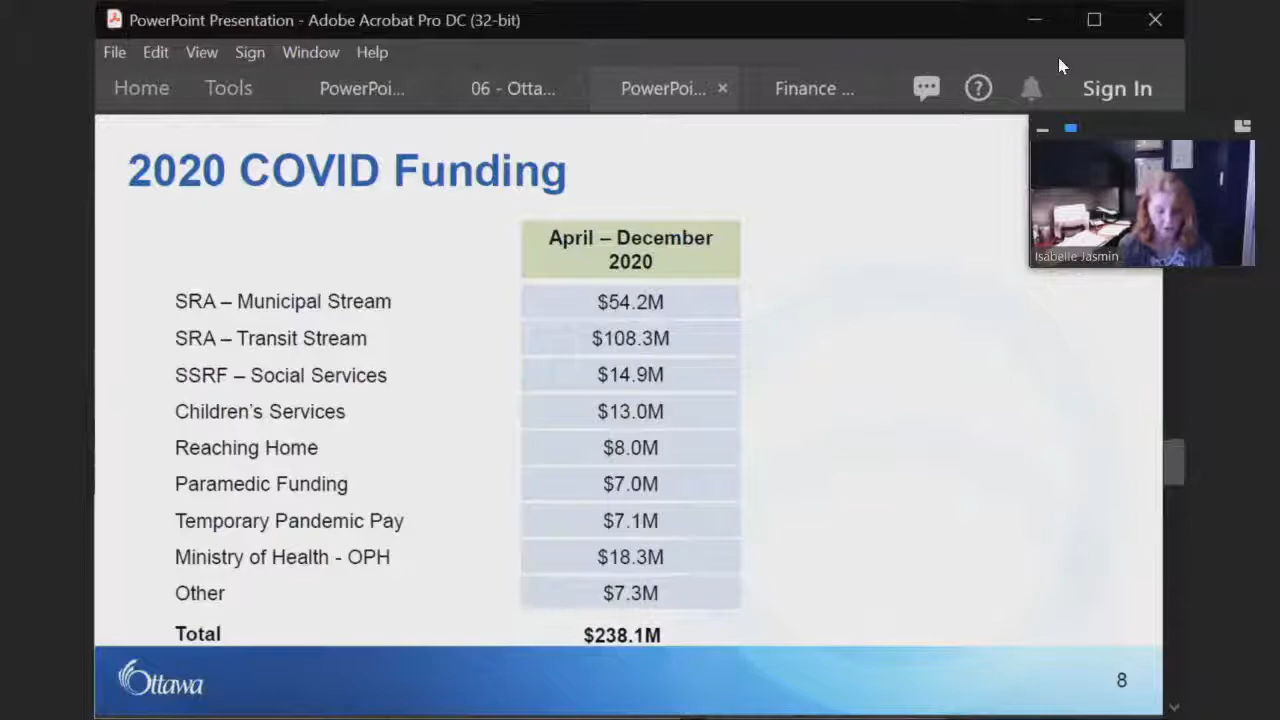 PowerPoint Presentation - Adobe Acrobat Pro DC (32-bit)
File Edit View Sign Window Help
Home Tools PowerPoi... 06 - Otta... PowerPoi... Finance ... Sign In
2020 COVID Funding
April – December
2020
Isabelle Jasmin
SRA – Municipal Stream $54.2M
SRA – Transit Stream $108.3M
SSRF – Social Services $14.9M
Children's Services $13.0M
Reaching Home $8.0M
Paramedic Funding $7.0M
Temporary Pandemic Pay $7.1M
Ministry of Health - OPH $18.3M
Other $7.3M
Total $238.1M
Ottawa 8